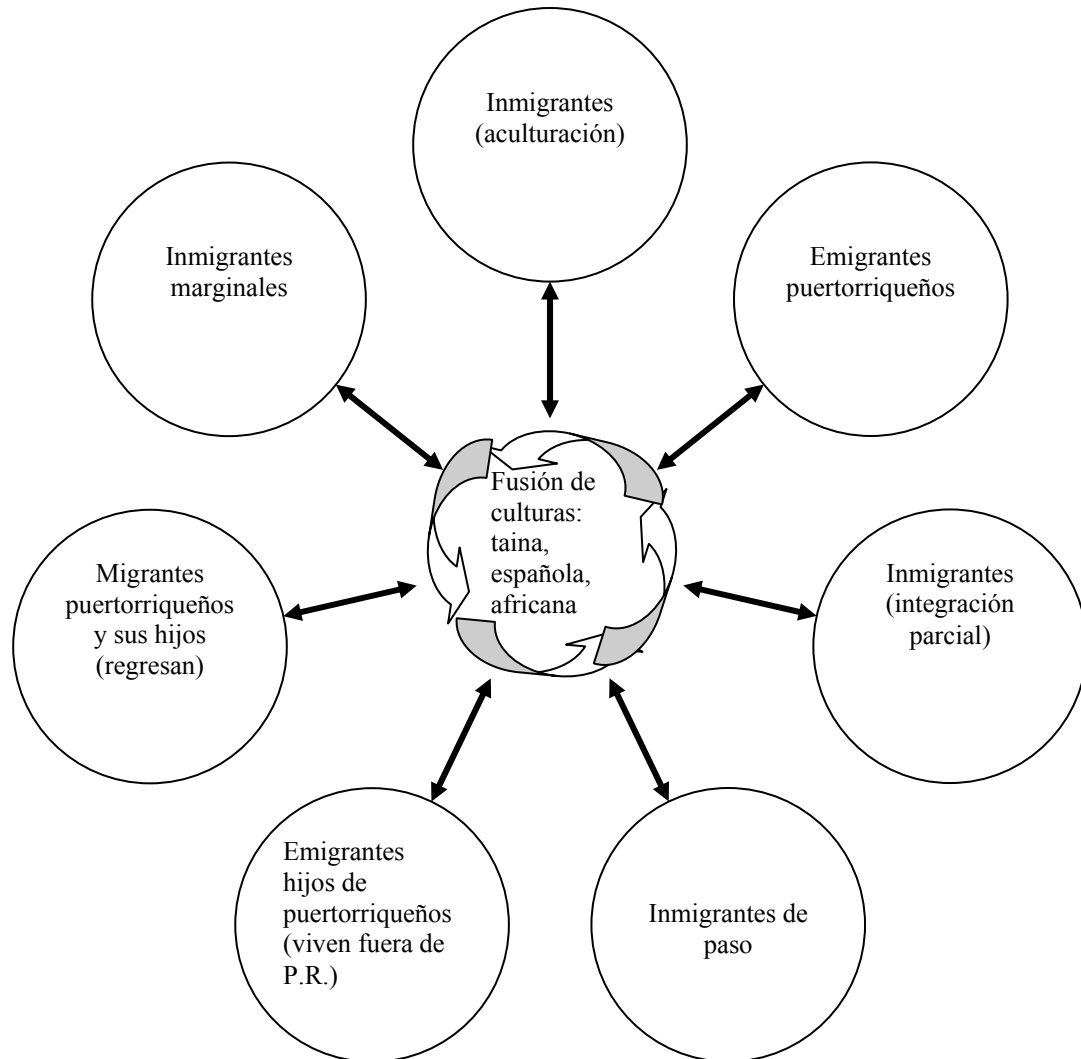 Inmigrantes
(aculturación)
Inmigrantes
marginales
Emigrantes
puertorriqueños
Fusión de
culturas:
taina,
española,
africana
Migrantes
puertorriqueños
y sus hijos
(regresan)
Inmigrantes
(integración
parcial)
Emigrantes
hijos de
puertorriqueños
(viven fuera de
P.R.)
Inmigrantes de
paso